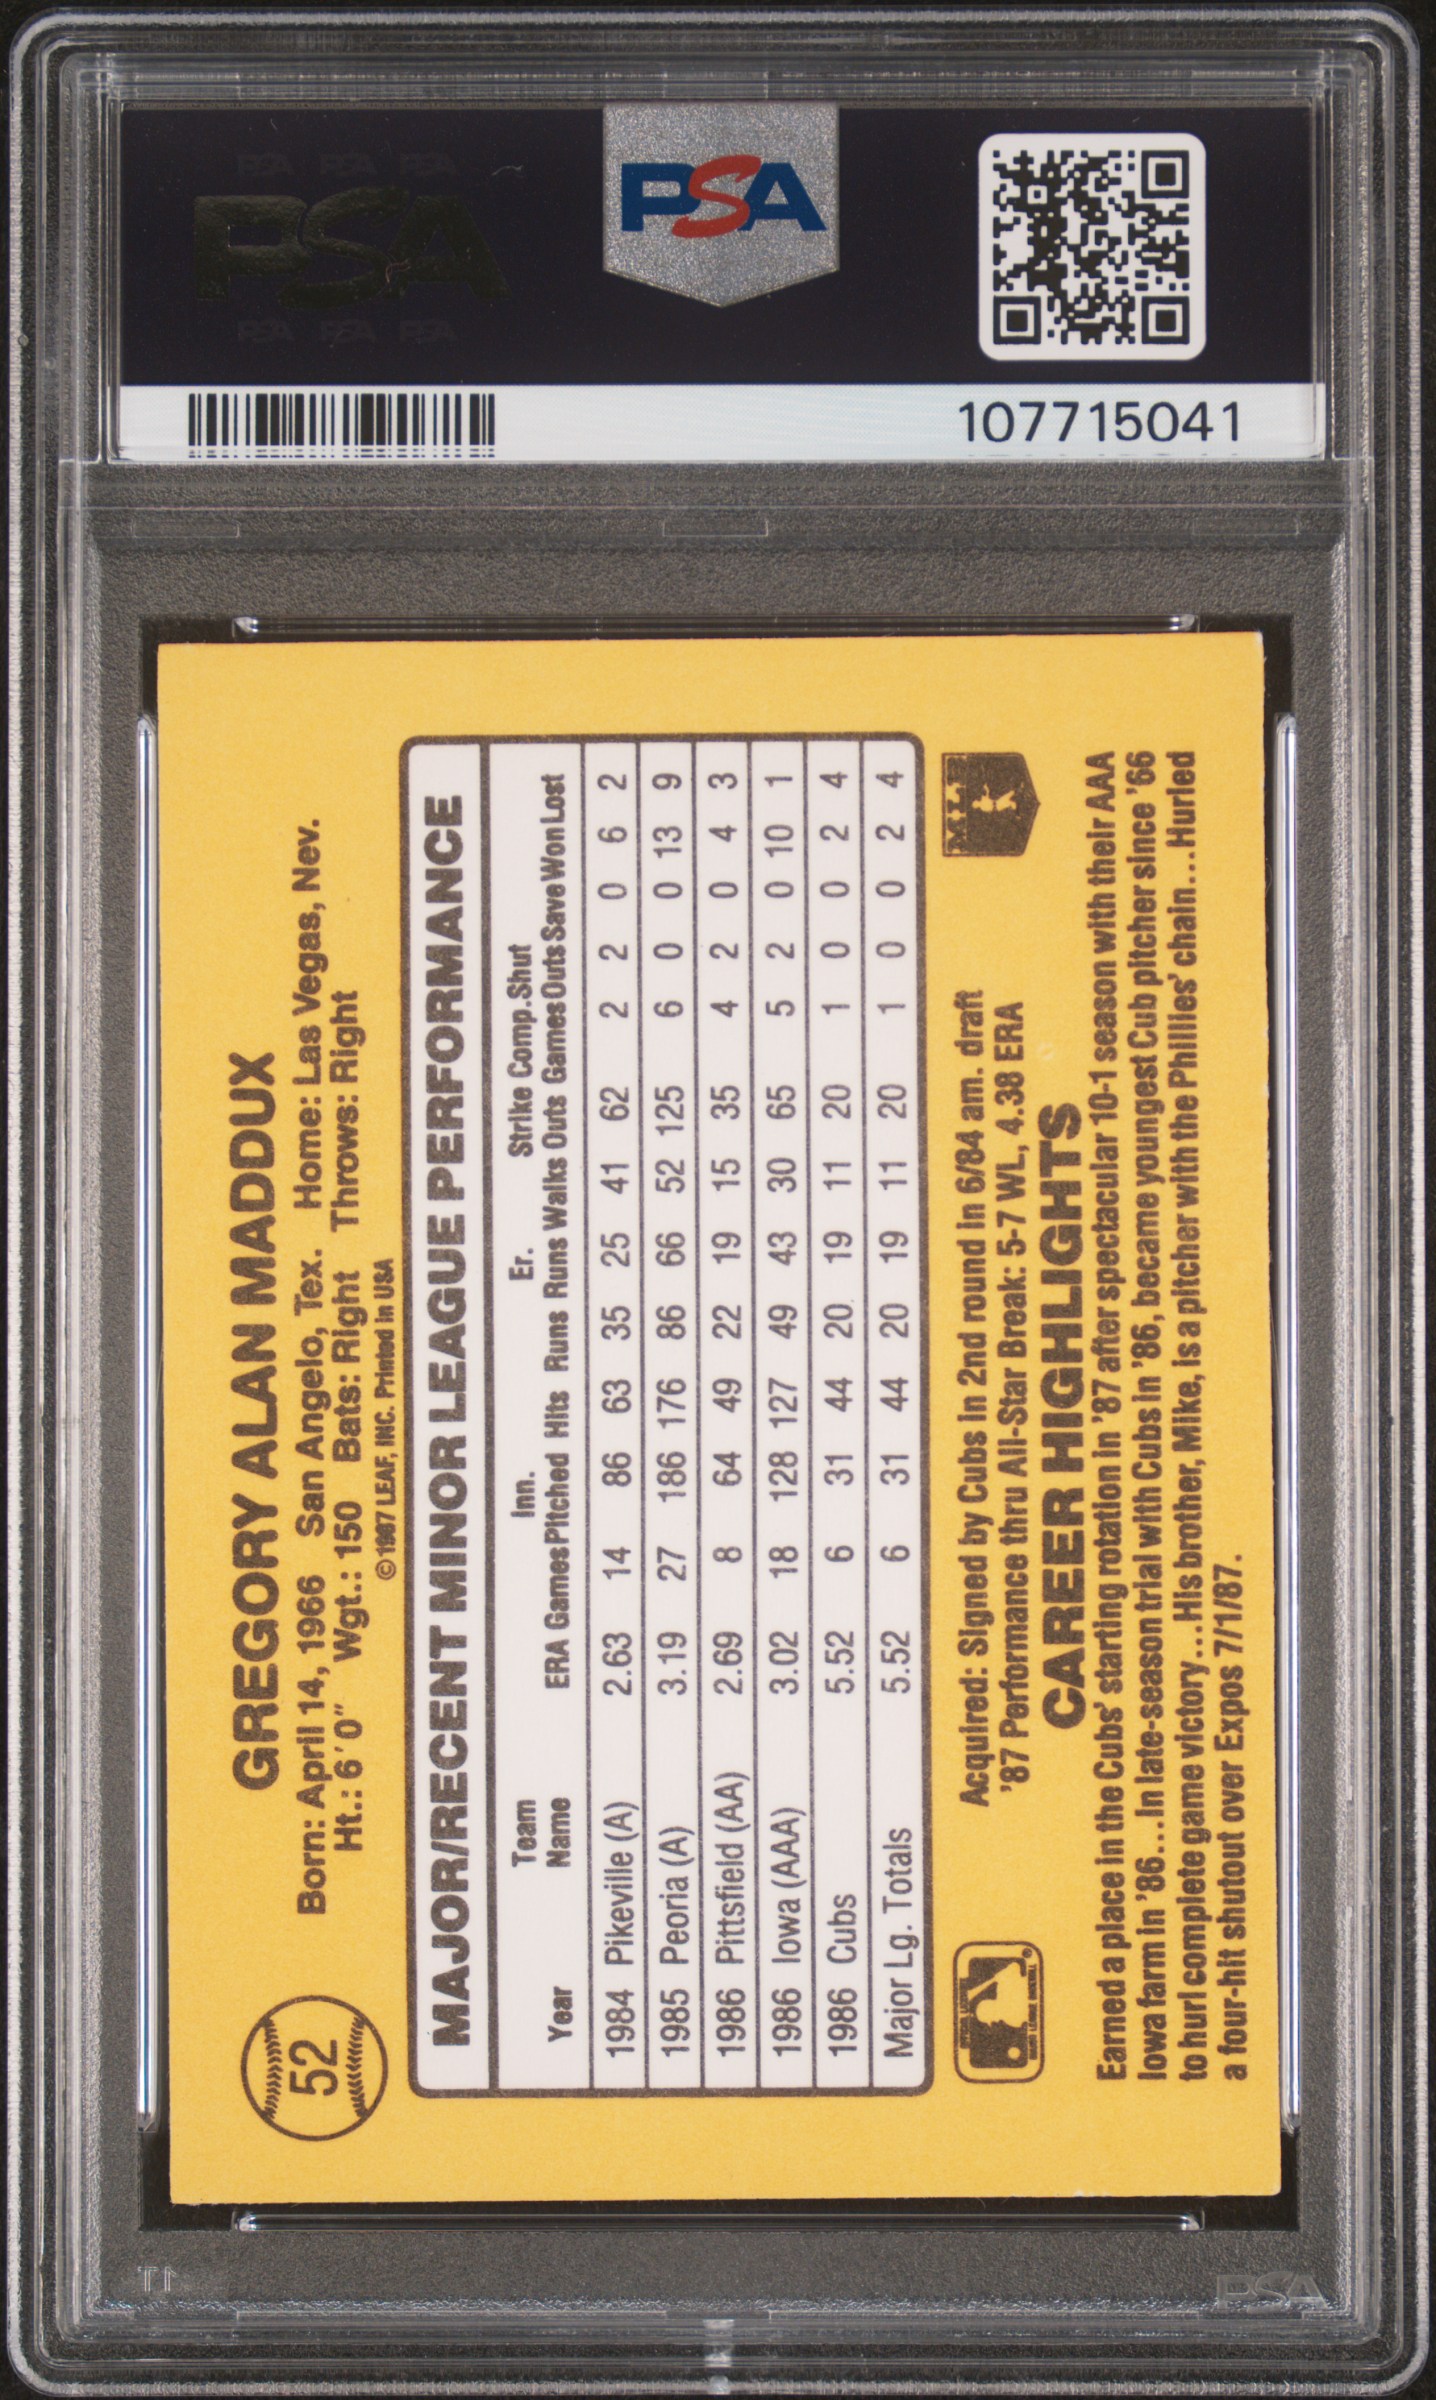 PSA PSA PSA
PSA
PSA PSA PSA
PSA
107715041
52
GREGORY ALAN MADDUX
Born: April 14, 1966 San Angelo, Tex. Home: Las Vegas, Nev.
Ht.: 6'0" Wgt.: 150 Bats: Right Throws: Right
©1987 LEAF, INC. Printed in USA
MAJOR/RECENT MINOR LEAGUE PERFORMANCE
Team Inn. Er. Strike Comp. Shut
Year Name ERA Games Pitched Hits Runs Runs Walks Outs Games Outs Save Won Lost
1984 Pikeville (A) 2.63 14 86 63 35 25 41 62 2 2 0 6 2
1985 Peoria (A) 3.19 27 186 176 86 66 52 125 6 0 0 13 9
1986 Pittsfield (AA) 2.69 8 64 49 22 19 15 35 4 2 0 4 3
1986 Iowa (AAA) 3.02 18 128 127 49 43 30 65 5 2 0 10 1
1986 Cubs 5.52 6 31 44 20 19 11 20 1 0 0 2 4
Major Lg. Totals 5.52 6 31 44 20 19 11 20 1 0 0 2 4
Acquired: Signed by Cubs in 2nd round in 6/84 am. draft
'87 Performance thru All-Star Break: 5-7 WL, 4.38 ERA
MLB
CAREER HIGHLIGHTS
Earned a place in the Cubs' starting rotation in '87 after spectacular 10-1 season with their AAA
Iowa farm in '86...In late-season trial with Cubs in '86, became youngest Cub pitcher since '66
to hurl complete game victory...His brother, Mike, is a pitcher with the Phillies' chain...Hurled
a four-hit shutout over Expos 7/1/87.
PSA